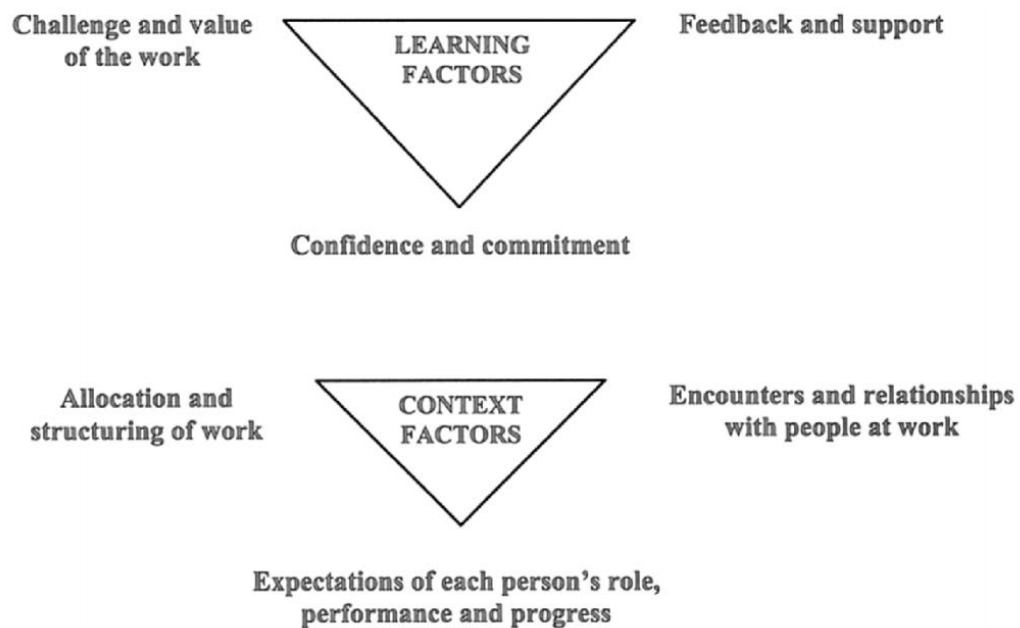 Challenge and value
of the work
LEARNING
FACTORS
Feedback and support
Confidence and commitment
Allocation and
structuring of work
CONTEXT
FACTORS
Encounters and relationships
with people at work
Expectations of each person’s role,
performance and progress